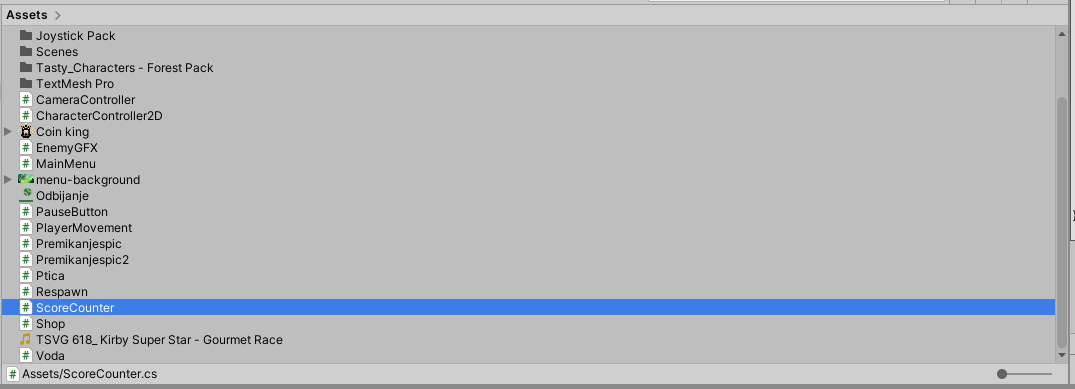 Assets
Joystick Pack
Scenes
Tasty_Characters - Forest Pack
TextMesh Pro
CameraController
CharacterController2D
Coin king
EnemyGFX
MainMenu
menu-background
Odbijanje
PauseButton
PlayerMovement
Premikanjespic
Premikanjespic2
Ptica
Respawn
ScoreCounter
Shop
TSVG 618_ Kirby Super Star - Gourmet Race
Voda
Assets/ScoreCounter.cs